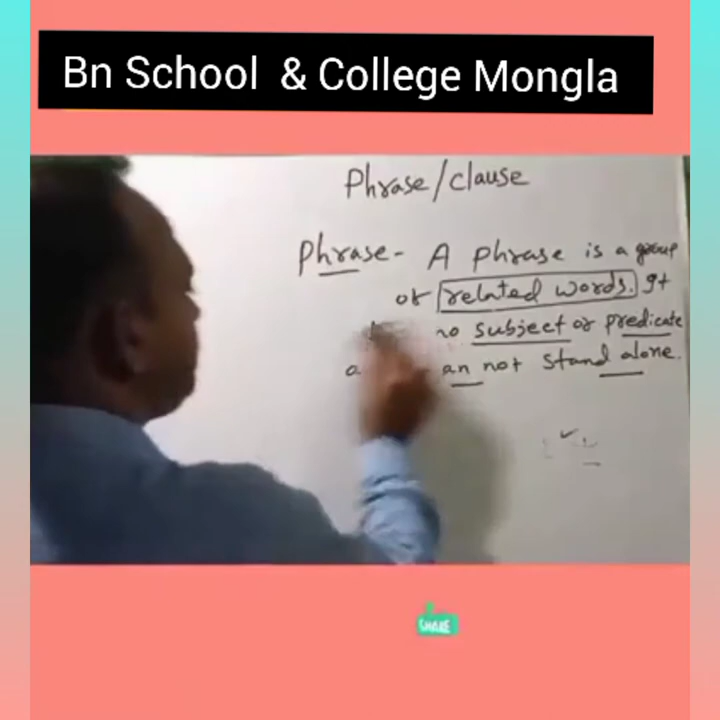 Bn School & College Mongla
Phrase/clause
Phrase- A phrase is a group
of related words. It
no subject or predicate
a an not stand alone.
SHARE